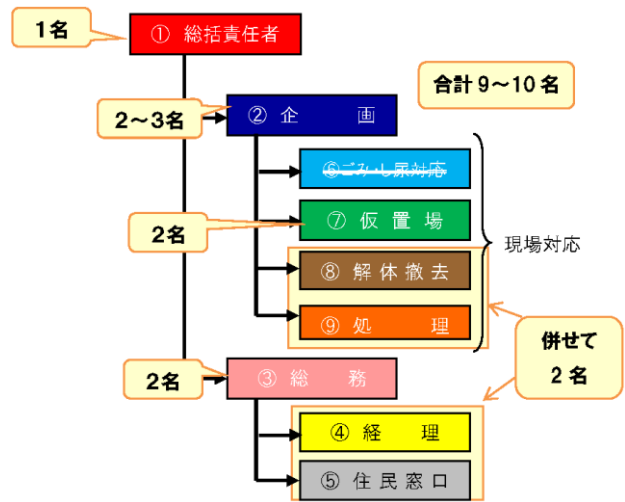 1名
① 総括責任者
合計9～10名
2～3名
② 企　画
⑥ごみ・し尿対応
2名
⑦ 仮置場
現場対応
⑧ 解体撤去
⑨ 処　理
併せて
2名
2名
③ 総　務
④ 経　理
⑤ 住民窓口